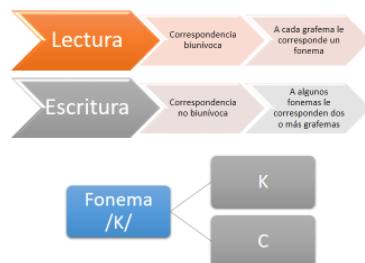 Lectura
Correspondencia
biunívoca
A cada grafema le
corresponde un
fonema
Escritura
Correspondencia
no biunívoca
A algunos
fonemas le
corresponden dos
o más grafemas
Fonema
/K/
K
C